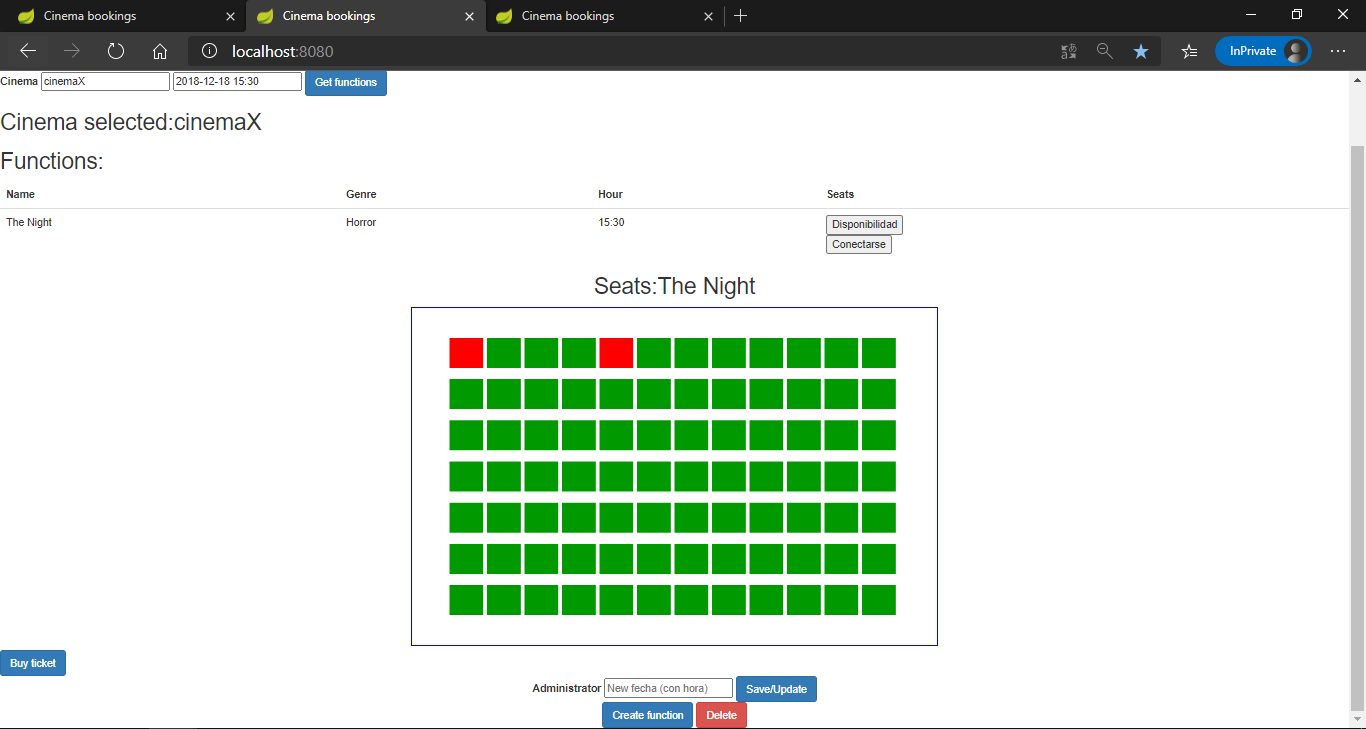 Cinema bookings Cinema bookings Cinema bookings
localhost:8080 InPrivate
Cinema cinemaX 2018-12-18 15:30 Get functions
Cinema selected:cinemaX
Functions:
Name Genre Hour Seats
The Night Horror 15:30 Disponibilidad
Conectarse
Seats:The Night
Buy ticket
Administrator New fecha (con hora) Save/Update
Create function Delete